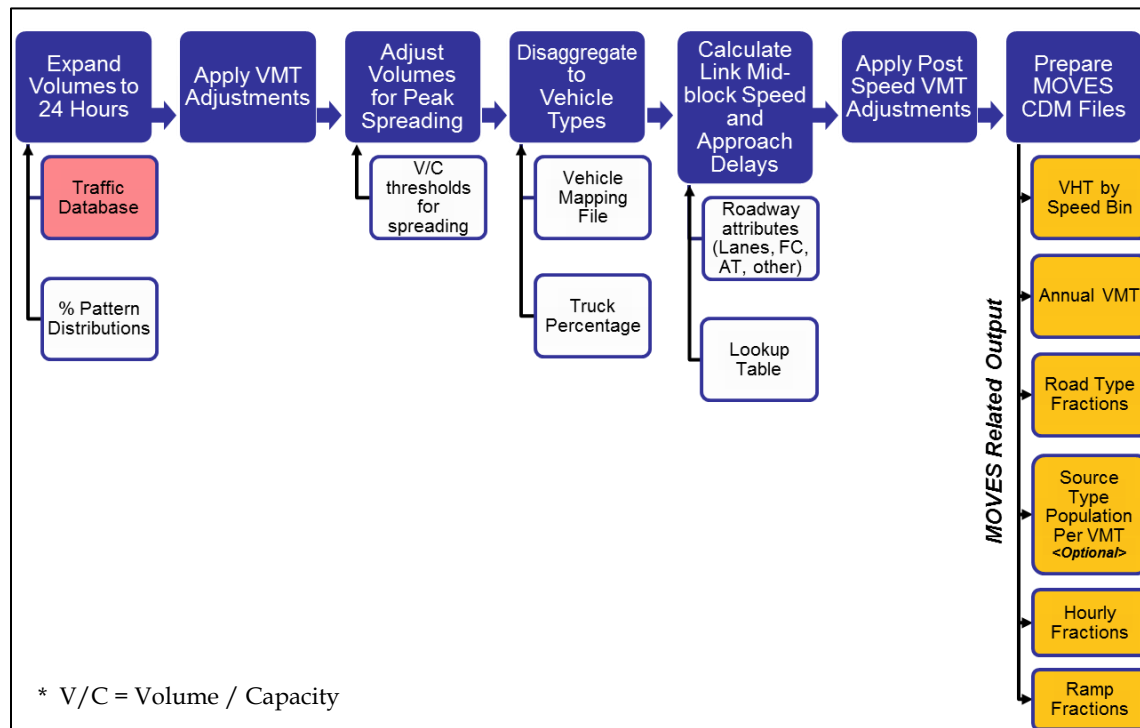 Expand
Volumes to
24 Hours
Traffic
Database
% Pattern
Distributions
Apply VMT
Adjustments
Adjust
Volumes
for Peak
Spreading
V/C
thresholds
for
spreading
Disaggregate
to
Vehicle
Types
Vehicle
Mapping
File
Truck
Percentage
Calculate
Link Mid-
block Speed
and
Approach
Delays
Roadway
attributes
(Lanes, FC,
AT, other)
Lookup
Table
Apply Post
Speed VMT
Adjustments
Prepare
MOVES
CDM Files
MOVES Related Output
VHT by
Speed Bin
Annual VMT
Road Type
Fractions
Source
Type
Population
Per VMT
<Optional>
Hourly
Fractions
Ramp
Fractions
* V/C = Volume / Capacity